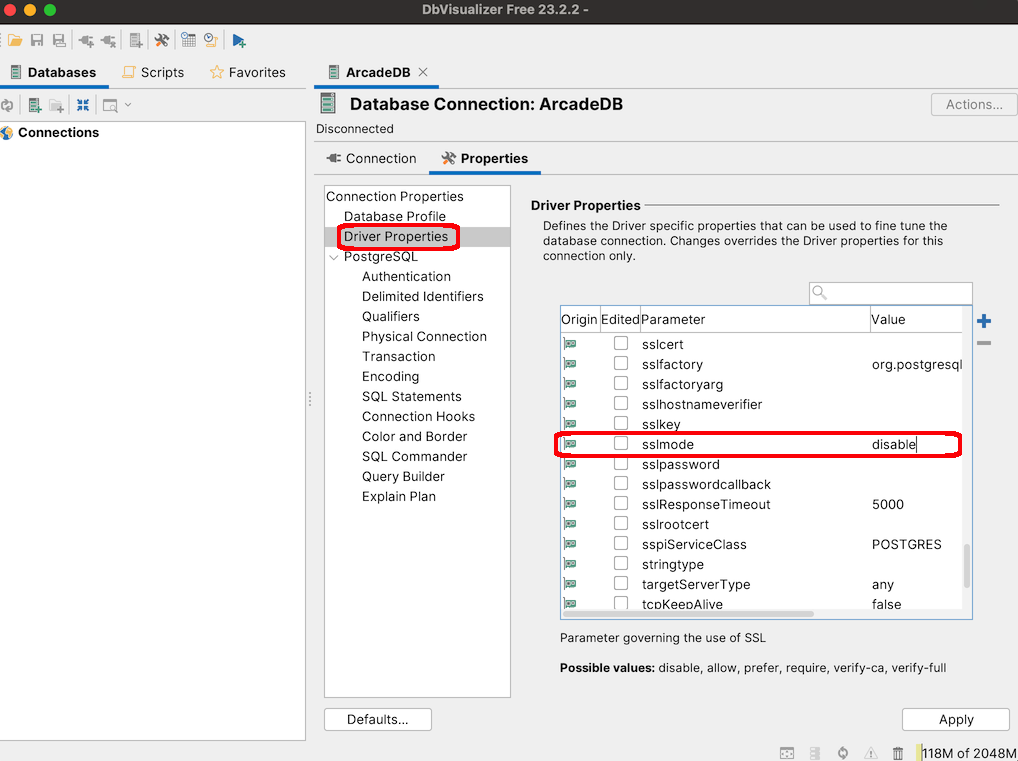 DbVisualizer Free 23.2.2 -
Databases
Scripts
Favorites
ArcadeDB
Database Connection: ArcadeDB
Actions...
Connections
Disconnected
Connection
Properties
Connection Properties
Database Profile
Driver Properties
PostgreSQL
Authentication
Delimited Identifiers
Qualifiers
Physical Connection
Transaction
Encoding
SQL Statements
Connection Hooks
Color and Border
SQL Commander
Query Builder
Explain Plan
Driver Properties
Defines the Driver specific properties that can be used to fine tune the
database connection. Changes overrides the Driver properties for this
connection only.
Origin Edited Parameter Value
sslcert
sslfactory org.postgresql
sslfactoryarg
sslhostnameverifier
sslkey
sslmode disable
sslpassword
sslpasswordcallback
sslResponseTimeout 5000
sslrootcert
sspiServiceClass POSTGRES
stringtype
targetServerType any
tcpKeepAlive false
Parameter governing the use of SSL
Possible values: disable, allow, prefer, require, verify-ca, verify-full
Defaults...
Apply
118M of 2048M